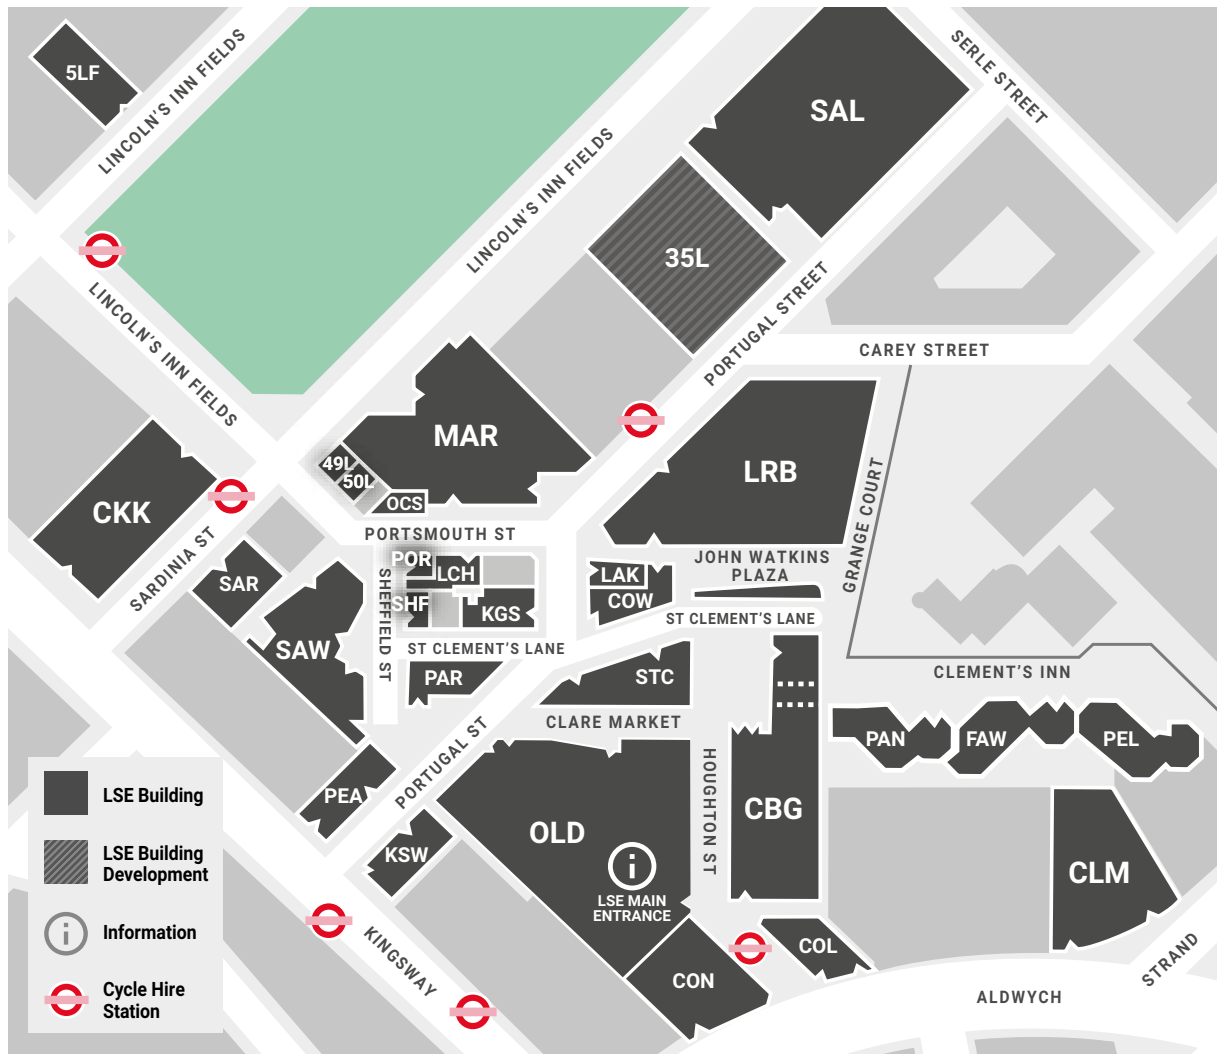 5LF
LINCOLN'S INN FIELDS
SERLE STREET
SAL
LINCOLN'S INN FIELDS
35L
LINCOLN'S INN FIELDS
PORTUGAL STREET
CAREY STREET
MAR
49L
50L
OCS
LRB
CKK
GRANGE COURT
PORTSMOUTH ST
SARDINIA ST
POR
LCH
JOHN WATKINS
PLAZA
SAR
SHEFFIELD ST
LAK
COW
SHF
KGS
ST CLEMENT'S LANE
SAW
ST CLEMENT'S LANE
PAR
STC
CLEMENT'S INN
CLARE MARKET
PAN
FAW
PEL
PORTUGAL ST
HOUGHTON ST
PEA
CBG
OLD
KSW
CLM
LSE MAIN
ENTRANCE
COL
CON
KINGSWAY
STRAND
ALDWYCH
LSE Building
LSE Building
Development
i
Information
Cycle Hire
Station